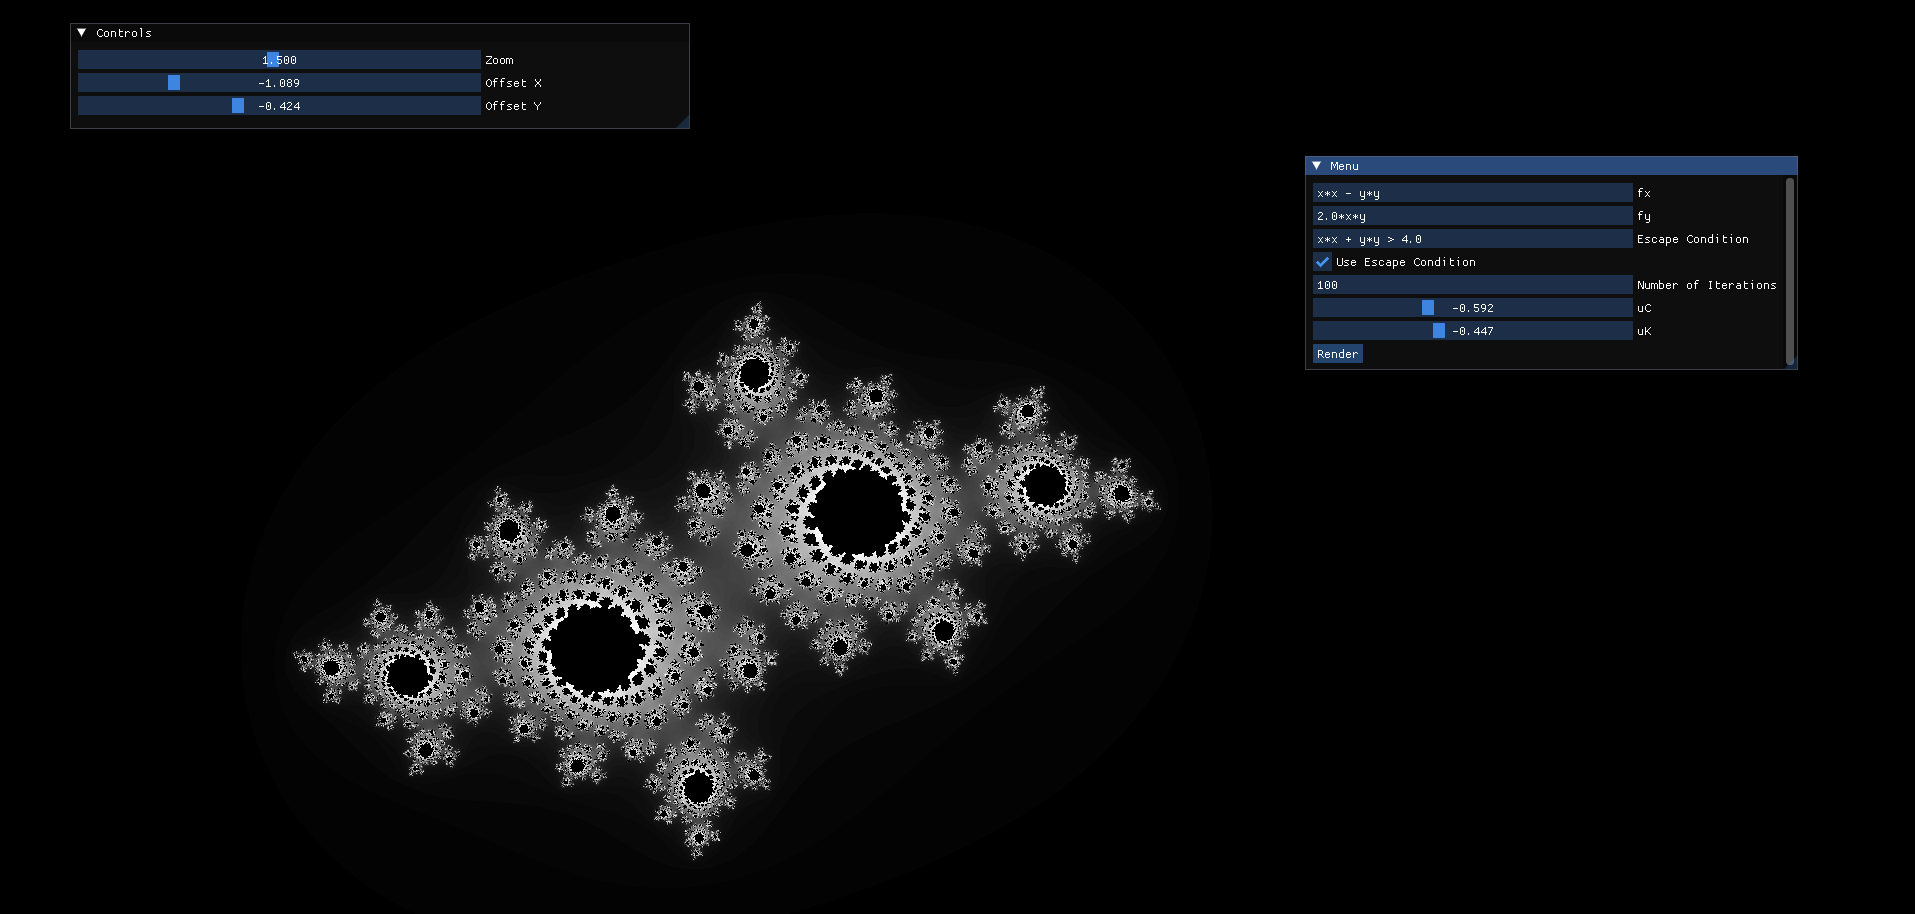 Controls
1.500 Zoom
-1.089 Offset X
-0.424 Offset Y
Menu
x*x - y*y fx
2.0*x*y fy
x*x + y*y > 4.0 Escape Condition
Use Escape Condition
100 Number of Iterations
-0.592 uC
-0.447 uK
Render